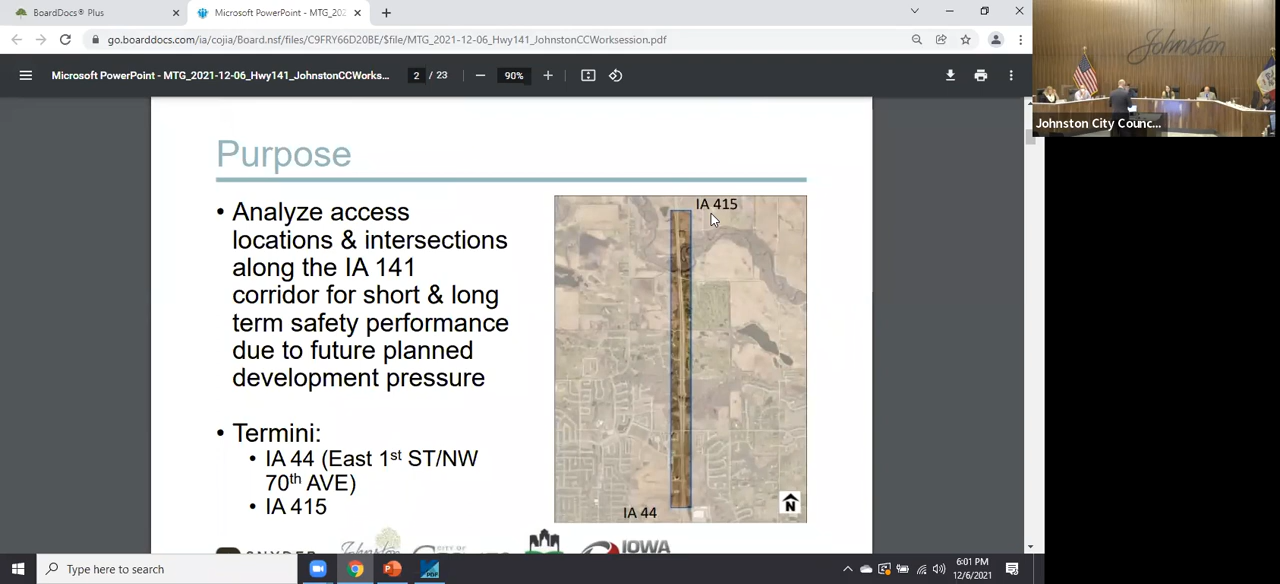 BoardDocs® Plus
Microsoft PowerPoint - MTG_202
go.boarddocs.com/ia/cojia/Board.nsf/files/C9FRY66D20BE/$file/MTG_2021-12-06_Hwy141_JohnstonCCWorksession.pdf
Microsoft PowerPoint - MTG_2021-12-06_Hwy141_JohnstonCCWorks...
2 / 23
90%
Johnston
Johnston City Counc...
Purpose
• Analyze access
locations & intersections
along the IA 141
corridor for short & long
term safety performance
due to future planned
development pressure
• Termini:
• IA 44 (East 1st ST/NW
70th AVE)
• IA 415
IA 415
IA 44
N
SNYDER
Johnston
IOWA
Type here to search
6:01 PM
12/6/2021